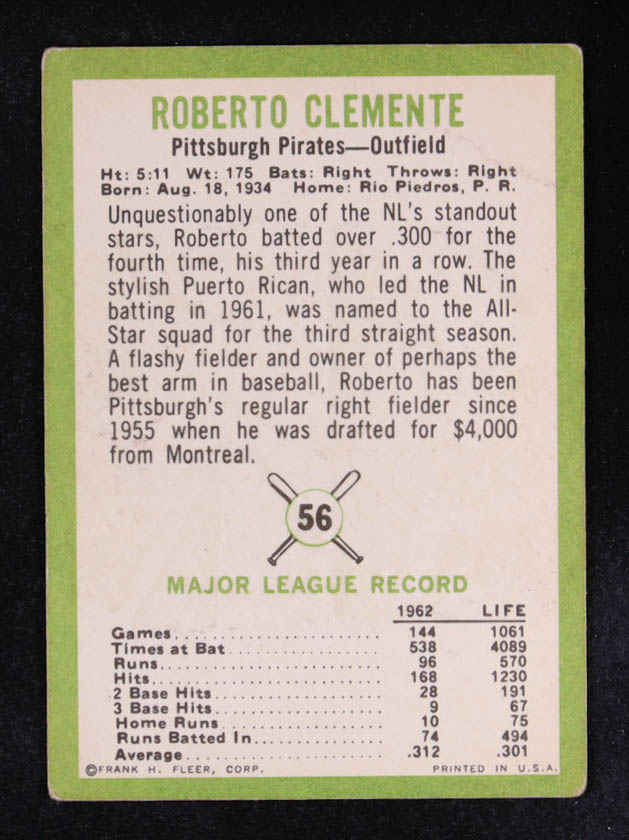 ROBERTO CLEMENTE
Pittsburgh Pirates—Outfield
Ht: 5:11 Wt: 175 Bats: Right Throws: Right
Born: Aug. 18, 1934 Home: Rio Piedros, P. R.
Unquestionably one of the NL's standout
stars, Roberto batted over .300 for the
fourth time, his third year in a row. The
stylish Puerto Rican, who led the NL in
batting in 1961, was named to the All-
Star squad for the third straight season.
A flashy fielder and owner of perhaps the
best arm in baseball, Roberto has been
Pittsburgh's regular right fielder since
1955 when he was drafted for $4,000
from Montreal.
56
MAJOR LEAGUE RECORD
1962 LIFE
Games 144 1061
Times at Bat 538 4089
Runs 96 570
Hits 168 1230
2 Base Hits 28 191
3 Base Hits 9 67
Home Runs 10 75
Runs Batted In 74 494
Average .312 .301
©FRANK H. FLEER, CORP. PRINTED IN U.S.A.